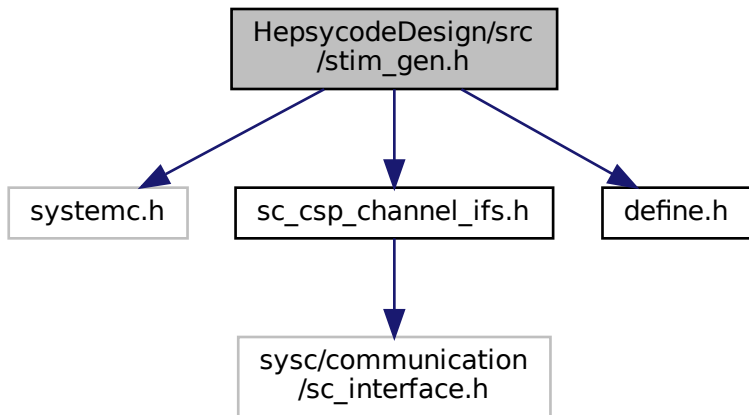 HepsycodeDesign/src
/stim_gen.h
systemc.h
sc_csp_channel_ifs.h
define.h
sysc/communication
/sc_interface.h